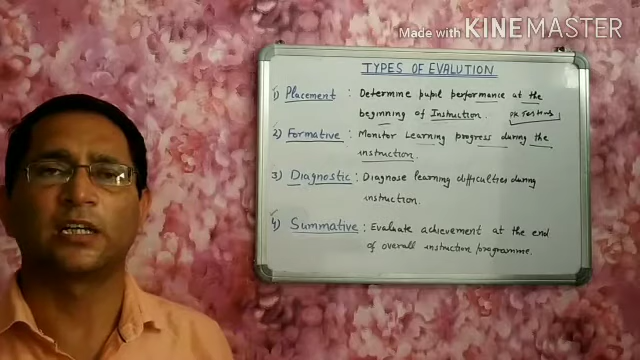 Made with KINEMASTER
TYPES OF EVALUTION
1) Placement : Determine pupil performance at the
beginning of Instruction. Pre Testing
2) Formative : Monitor learning progress during the
instruction.
3) Diagnostic : Diagnose learning difficulties during
instruction.
4) Summative : Evaluate achievement at the end
of overall instruction programme.